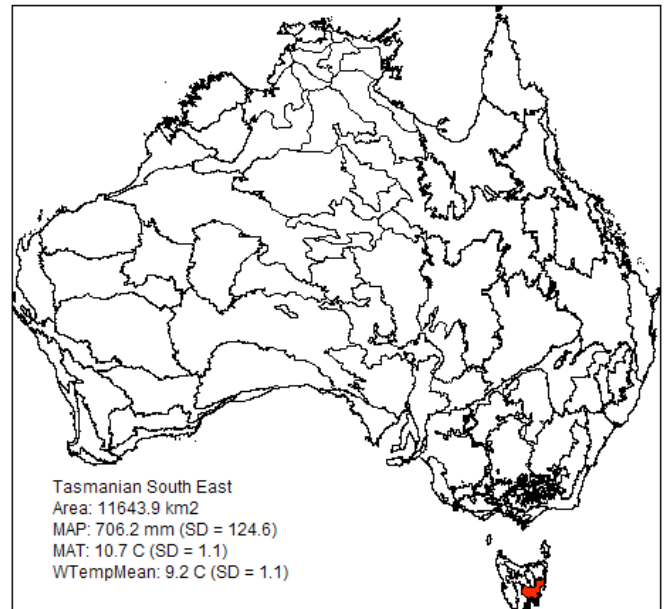 Tasmanian South East
Area: 11643.9 km2
MAP: 706.2 mm (SD = 124.6)
MAT: 10.7 C (SD = 1.1)
WTempMean: 9.2 C (SD = 1.1)